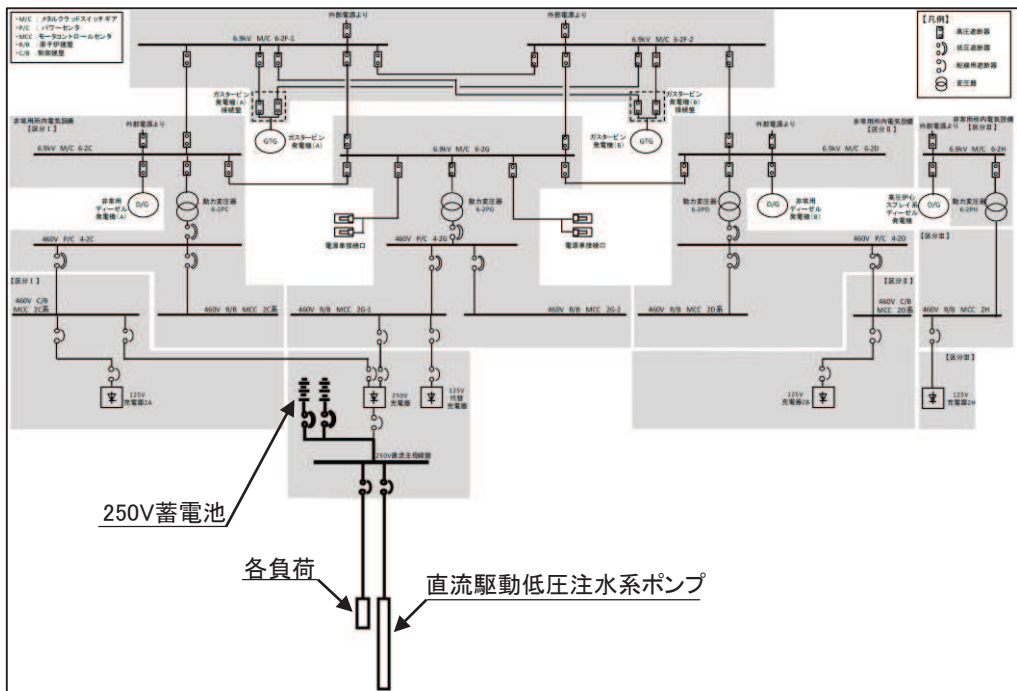 ・M/C : メタルクラッドスイッチギア
・P/C : パワーセンタ
・MCC : モータコントロールセンタ
・R/B : 原子炉建屋
・C/B : 制御建屋
外部電源より
外部電源より
【凡例】
:高圧遮断器
:低圧遮断器
:配線用遮断器
:変圧器
6.9kV M/C 6-2F-1
6.9kV M/C 6-2F-2
ガスタービン
発電機(A)
接続盤
ガスタービン
発電機(B)
接続盤
GTG
ガスタービン
発電機(A)
ガスタービン
発電機(B)
GTG
非常用所内電気設備
【区分Ⅰ】
外部電源より
6.9kV M/C 6-2C
6.9kV M/C 6-2G
外部電源より
非常用所内電気設備
【区分Ⅱ】
6.9kV M/C 6-2D
非常用所内電気設備
外部電源より
【区分Ⅲ】
6.9kV M/C 6-2H
D/G
非常用
ディーゼル
発電機(A)
動力変圧器
6-2PC
動力変圧器
6-2PG
動力変圧器
6-2PD
D/G
非常用
ディーゼル
発電機(B)
高圧炉心
スプレイ系
ディーゼル
発電機
D/G
動力変圧器
6-2PH
電源車接続口
電源車接続口
460V P/C 4-2C
460V P/C 4-2G
460V P/C 4-2D
【区分Ⅰ】
【区分Ⅱ】
【区分Ⅲ】
460V C/B
MCC 2C系
460V R/B MCC 2C系
460V R/B MCC 2G-1
460V R/B MCC 2G-2
460V R/B MCC 2D系
460V C/B
MCC 2D系
460V R/B MCC 2H
【区分Ⅲ】
125V
充電器2A
250V
充電器
125V
代替
充電器
125V
充電器2B
125V
充電器2H
250V直流主母線盤
250V蓄電池
各負荷
直流駆動低圧注水系ポンプ